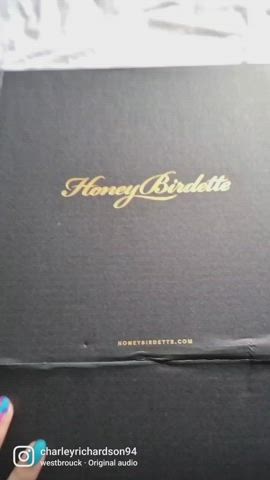 Honey Birdette
HONEYBIRDETTE.COM
charleyrichardson94
westbrouck · Original audio